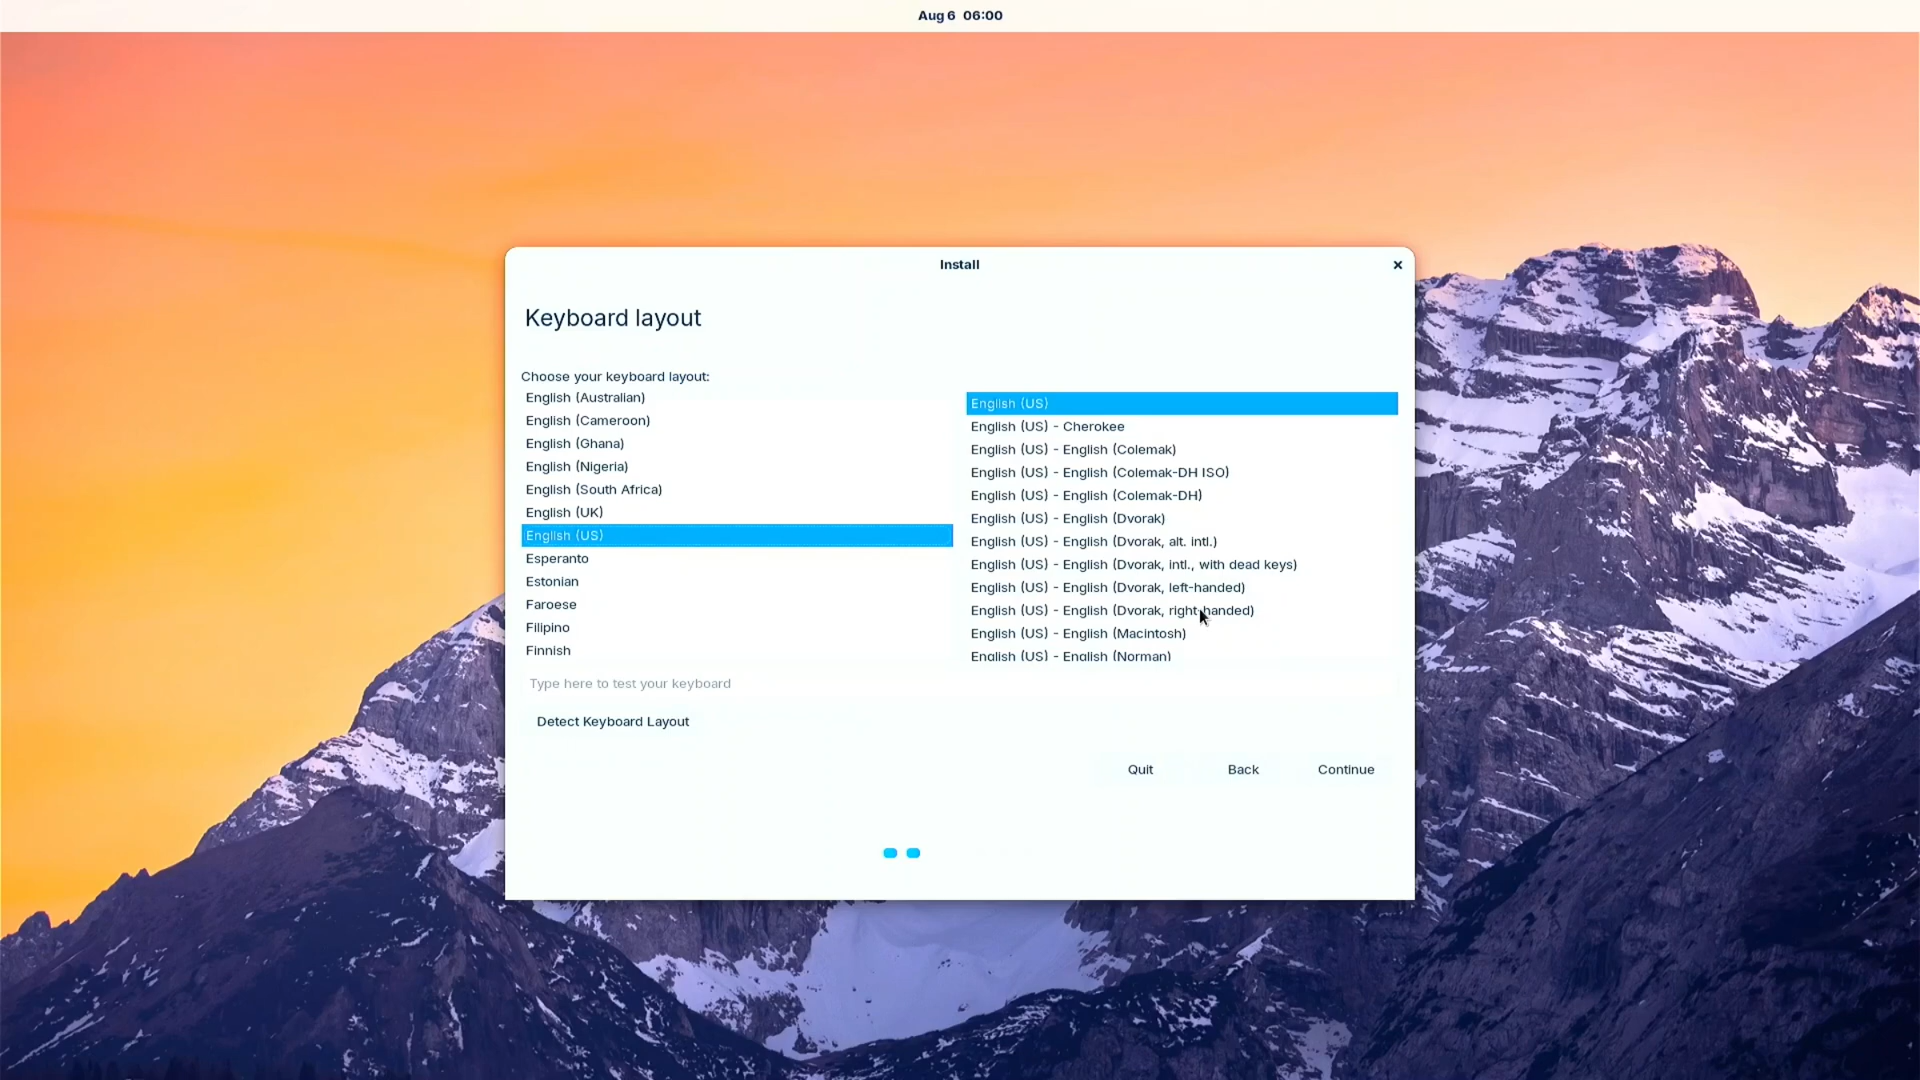 Aug 6 06:00
Install
Keyboard layout
Choose your keyboard layout:
English (Australian)
English (Cameroon)
English (Ghana)
English (Nigeria)
English (South Africa)
English (UK)
English (US)
Esperanto
Estonian
Faroese
Filipino
Finnish
English (US)
English (US) - Cherokee
English (US) - English (Colemak)
English (US) - English (Colemak-DH ISO)
English (US) - English (Colemak-DH)
English (US) - English (Dvorak)
English (US) - English (Dvorak, alt. intl.)
English (US) - English (Dvorak, intl., with dead keys)
English (US) - English (Dvorak, left-handed)
English (US) - English (Dvorak, right-handed)
English (US) - English (Macintosh)
English (US) - English (Norman)
Type here to test your keyboard
Detect Keyboard Layout
Quit
Back
Continue